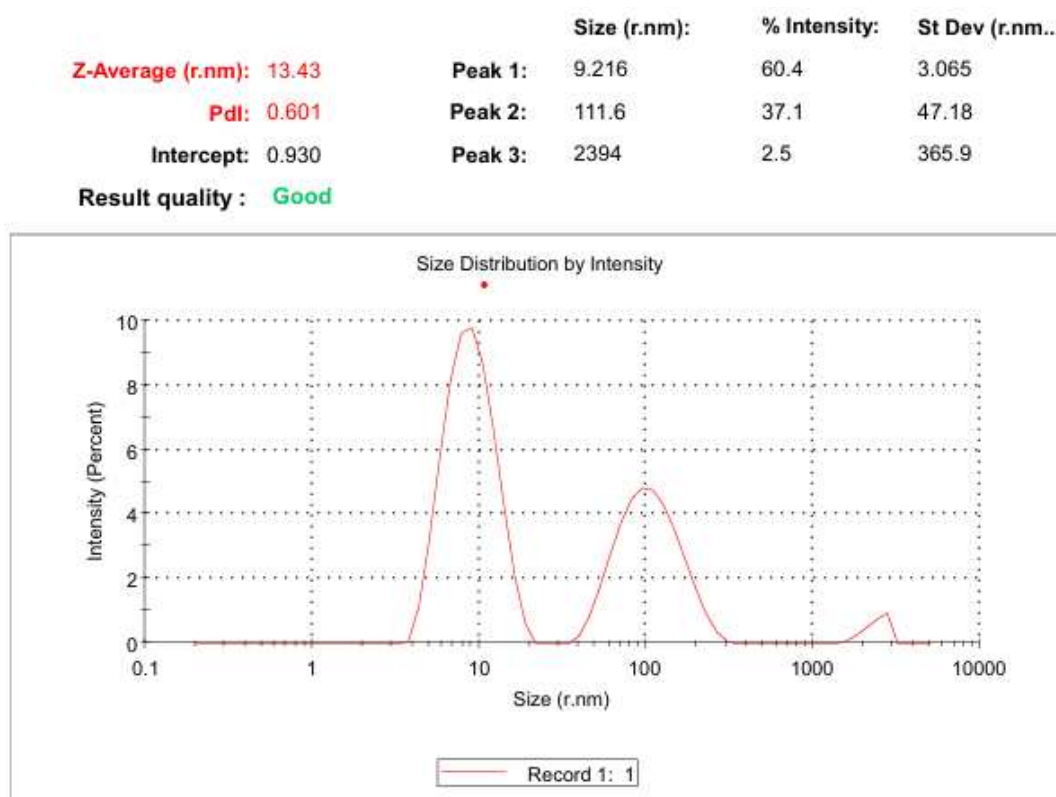 Size (r.nm): % Intensity: St Dev (r.nm...
Z-Average (r.nm): 13.43 Peak 1: 9.216 60.4 3.065
PdI: 0.601 Peak 2: 111.6 37.1 47.18
Intercept: 0.930 Peak 3: 2394 2.5 365.9
Result quality : Good
Size Distribution by Intensity
10
8
6
4
2
0
Intensity (Percent)
0.1 1 10 100 1000 10000
Size (r.nm)
Record 1: 1